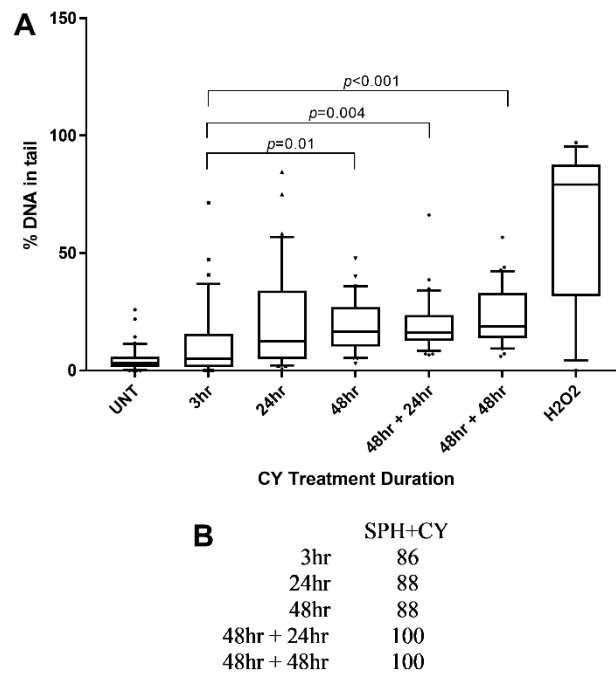 A
150
100
50
0
% DNA in tail
p<0.001
p=0.004
p=0.01
UNT
3hr
24hr
48hr
48hr + 24hr
48hr + 48hr
H2O2
CY Treatment Duration
B
SPH+CY
3hr 86
24hr 88
48hr 88
48hr + 24hr 100
48hr + 48hr 100